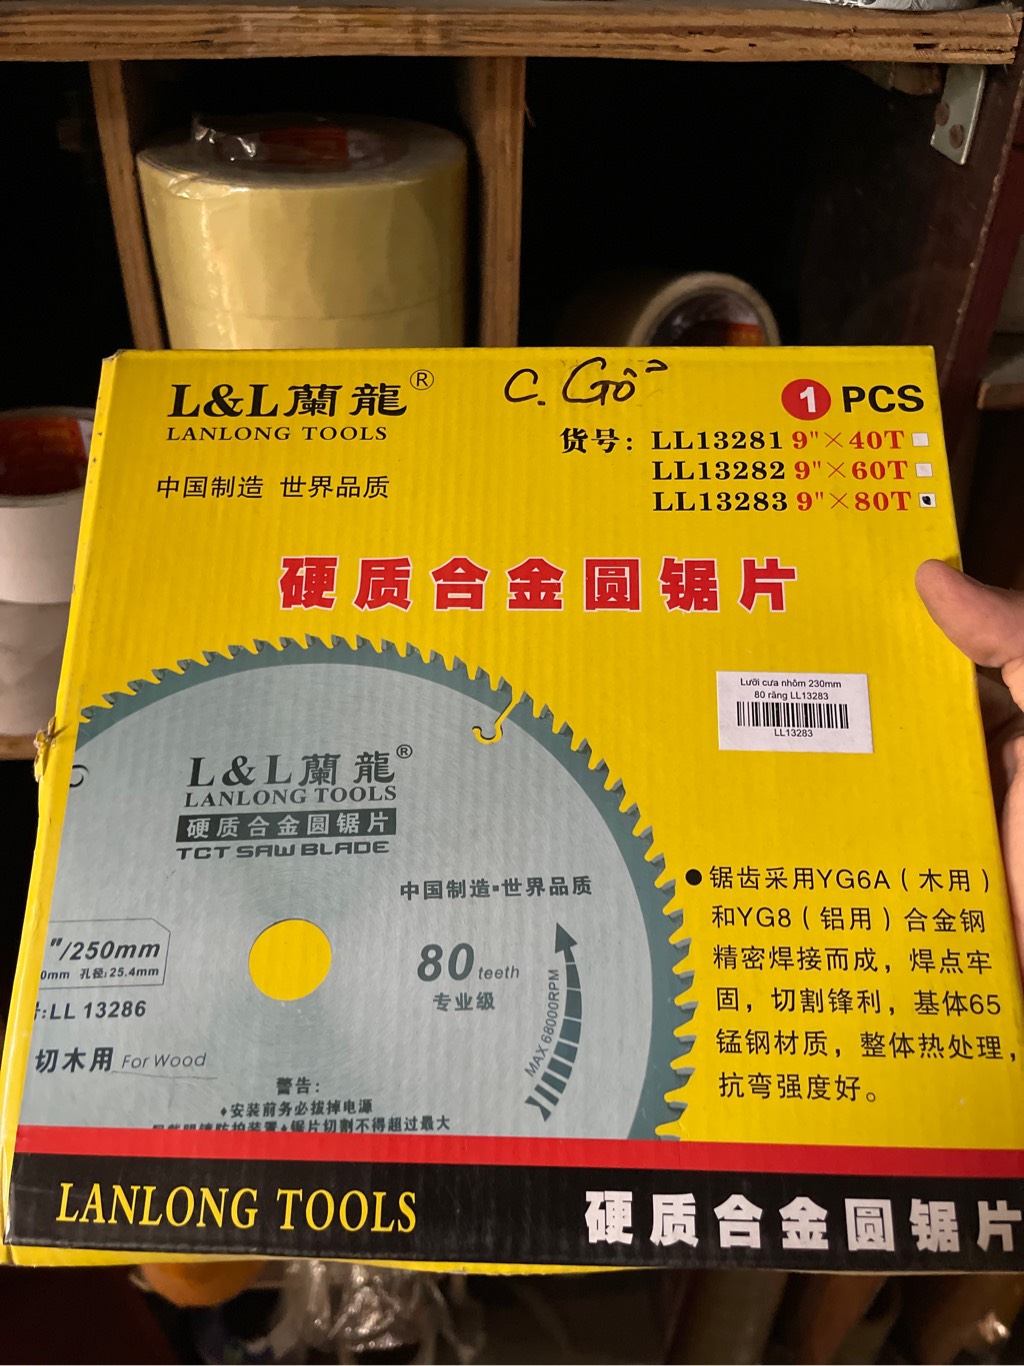 C. Gỗ
L&L蘭龍®
LANLONG TOOLS
中国制造 世界品质
1 PCS
货号：LL13281 9"×40T
LL13282 9"×60T
LL13283 9"×80T
硬质合金圆锯片
Lưỡi cưa nhôm 230mm
80 răng LL13283
LL13283
L&L蘭龍®
LANLONG TOOLS
硬质合金圆锯片
TCT SAW BLADE
中国制造·世界品质
"/250mm
0mm 孔径:25.4mm
:LL 13286
切木用 For Wood
80 teeth
专业级
MAX 68000RPM
警告：
♦安装前务必拔掉电源
♦锯片切割不得超过最大
●锯齿采用YG6A（木用）
和YG8（铝用）合金钢
精密焊接而成，焊点牢
固，切割锋利，基体65
锰钢材质，整体热处理，
抗弯强度好。
LANLONG TOOLS
硬质合金圆锯片